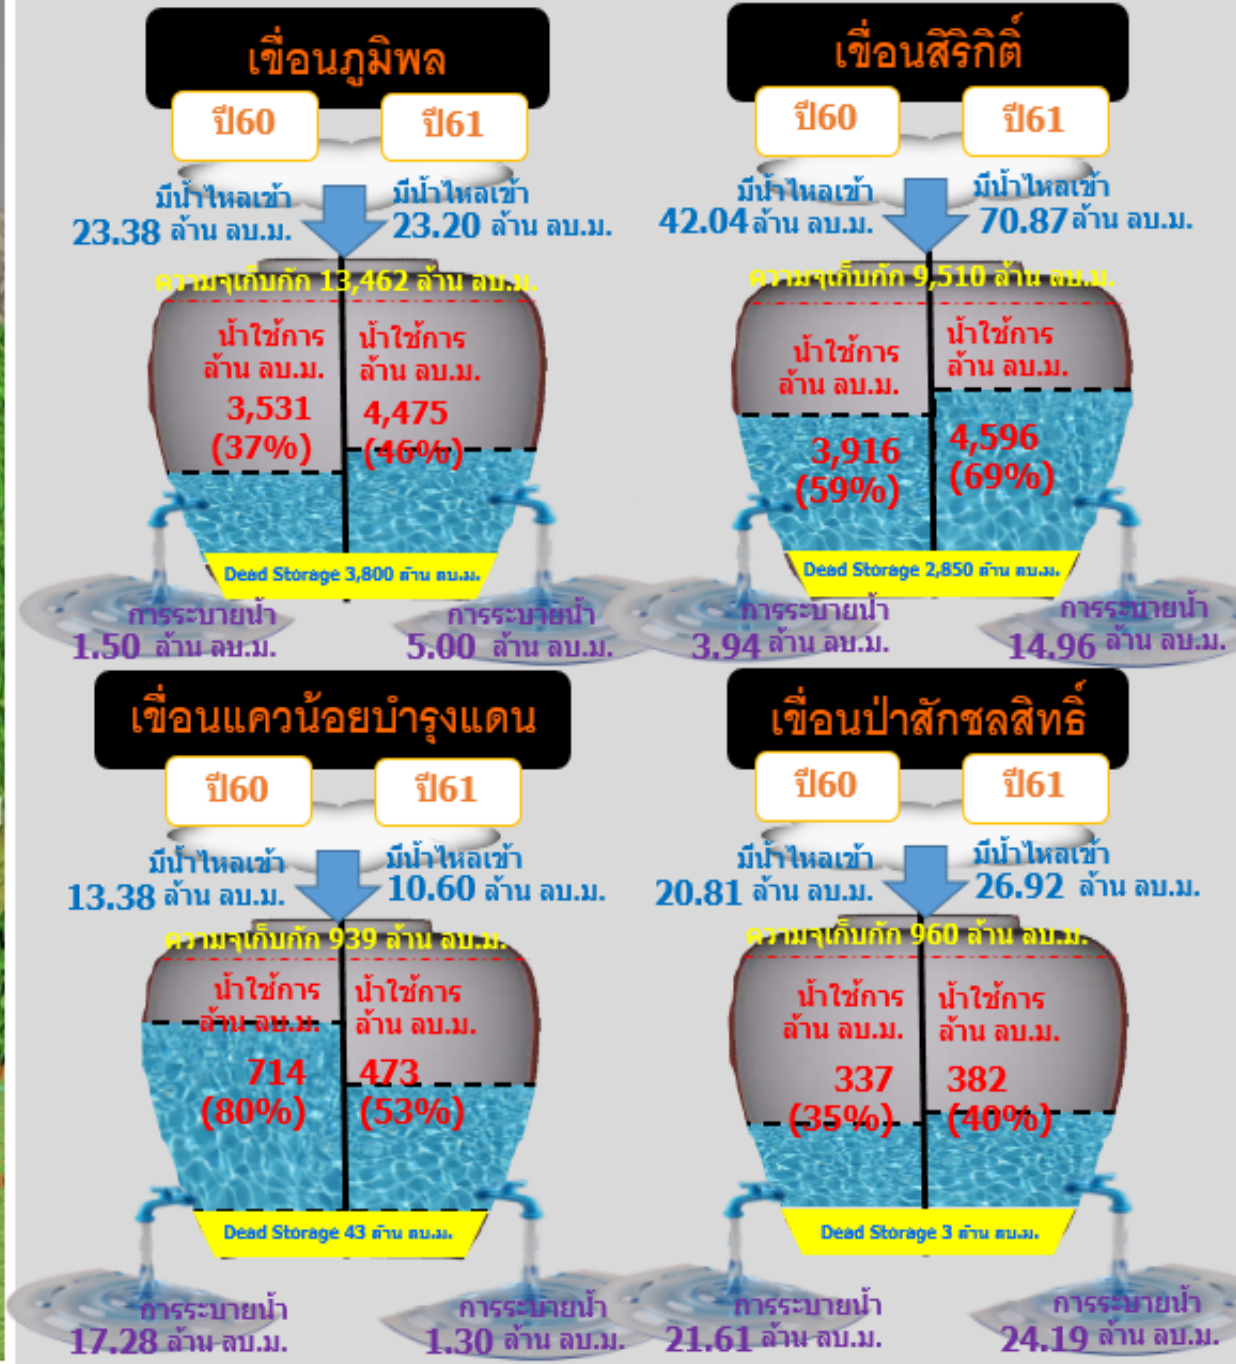 เขื่อนภูมิพล
ปี60
ปี61
มีน้ำไหลเข้า
23.38 ล้าน ลบ.ม.
มีน้ำไหลเข้า
23.20 ล้าน ลบ.ม.
ความจุเก็บกัก 13,462 ล้าน ลบ.ม.
น้ำใช้การ
ล้าน ลบ.ม.
3,531
(37%)
น้ำใช้การ
ล้าน ลบ.ม.
4,475
(46%)
Dead Storage 3,800 ล้าน ลบ.ม.
การระบายน้ำ
1.50 ล้าน ลบ.ม.
การระบายน้ำ
5.00 ล้าน ลบ.ม.
เขื่อนสิริกิติ์
ปี60
ปี61
มีน้ำไหลเข้า
42.04 ล้าน ลบ.ม.
มีน้ำไหลเข้า
70.87 ล้าน ลบ.ม.
ความจุเก็บกัก 9,510 ล้าน ลบ.ม.
น้ำใช้การ
ล้าน ลบ.ม.
3,916
(59%)
น้ำใช้การ
ล้าน ลบ.ม.
4,596
(69%)
Dead Storage 2,850 ล้าน ลบ.ม.
การระบายน้ำ
3.94 ล้าน ลบ.ม.
การระบายน้ำ
14.96 ล้าน ลบ.ม.
เขื่อนแควน้อยบำรุงแดน
ปี60
ปี61
มีน้ำไหลเข้า
13.38 ล้าน ลบ.ม.
มีน้ำไหลเข้า
10.60 ล้าน ลบ.ม.
ความจุเก็บกัก 939 ล้าน ลบ.ม.
น้ำใช้การ
ล้าน ลบ.ม.
714
(80%)
น้ำใช้การ
ล้าน ลบ.ม.
473
(53%)
Dead Storage 43 ล้าน ลบ.ม.
การระบายน้ำ
17.28 ล้าน ลบ.ม.
การระบายน้ำ
1.30 ล้าน ลบ.ม.
เขื่อนป่าสักชลสิทธิ์
ปี60
ปี61
มีน้ำไหลเข้า
20.81 ล้าน ลบ.ม.
มีน้ำไหลเข้า
26.92 ล้าน ลบ.ม.
ความจุเก็บกัก 960 ล้าน ลบ.ม.
น้ำใช้การ
ล้าน ลบ.ม.
337
(35%)
น้ำใช้การ
ล้าน ลบ.ม.
382
(40%)
Dead Storage 3 ล้าน ลบ.ม.
การระบายน้ำ
21.61 ล้าน ลบ.ม.
การระบายน้ำ
24.19 ล้าน ลบ.ม.